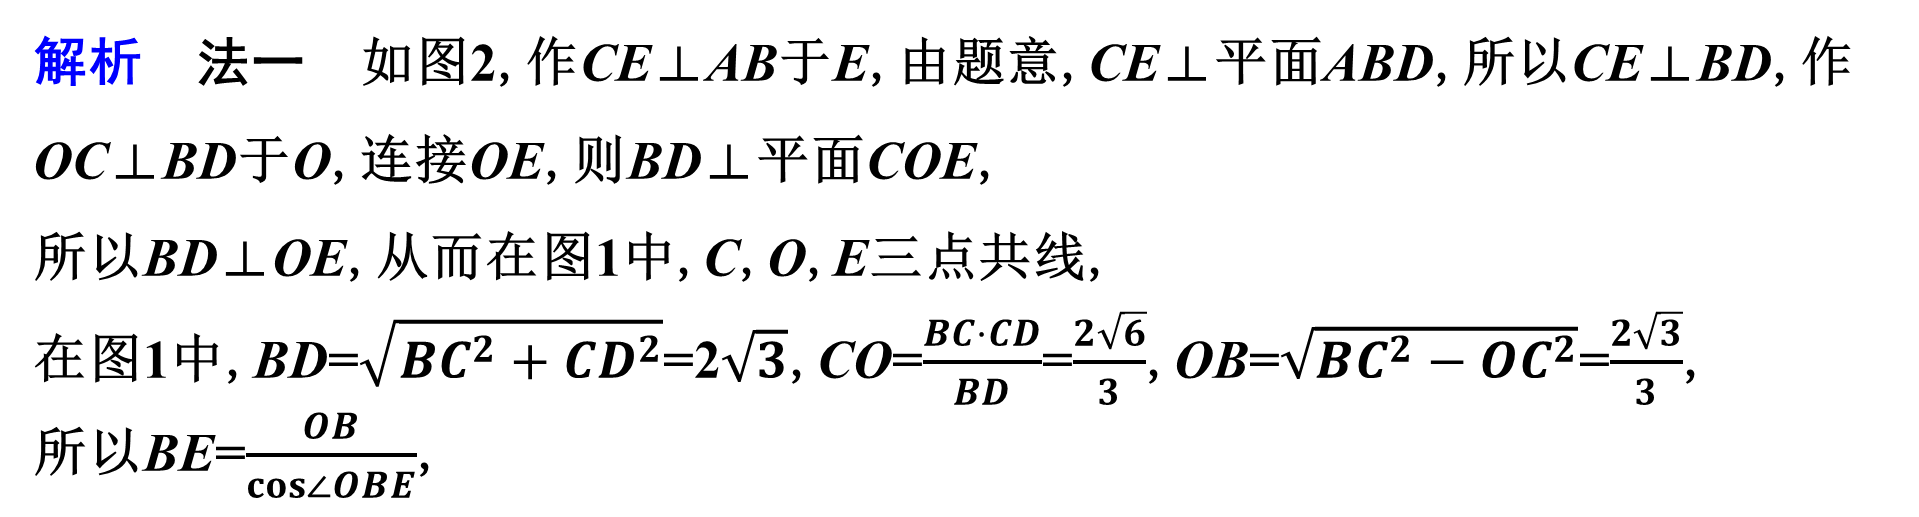 解析 法一 如图2, 作CE⊥AB于E, 由题意, CE⊥平面ABD, 所以CE⊥BD, 作
OC⊥BD于O, 连接OE, 则BD⊥平面COE,
所以BD⊥OE, 从而在图1中, C, O, E三点共线,
在图1中, BD=√(BC²+CD²)=2√3, CO=(BC·CD)/BD=(2√6)/3, OB=√(BC²−OC²)=(2√3)/3,
所以BE=OB/cos∠OBE,